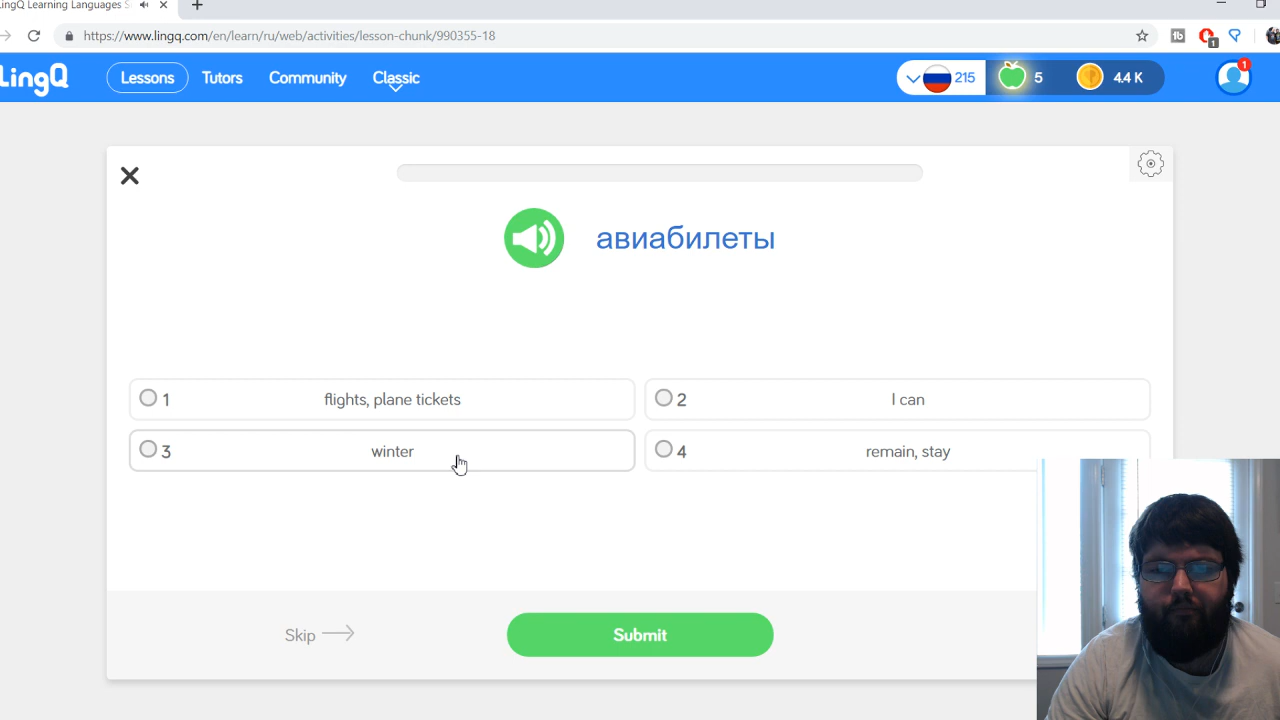 LingQ Learning Languages
https://www.lingq.com/en/learn/ru/web/activities/lesson-chunk/990355-18
LingQ
Lessons Tutors Community Classic 215 5 4.4 K 1
авиабилеты
1 flights, plane tickets
2 I can
3 winter
4 remain, stay
Skip Submit